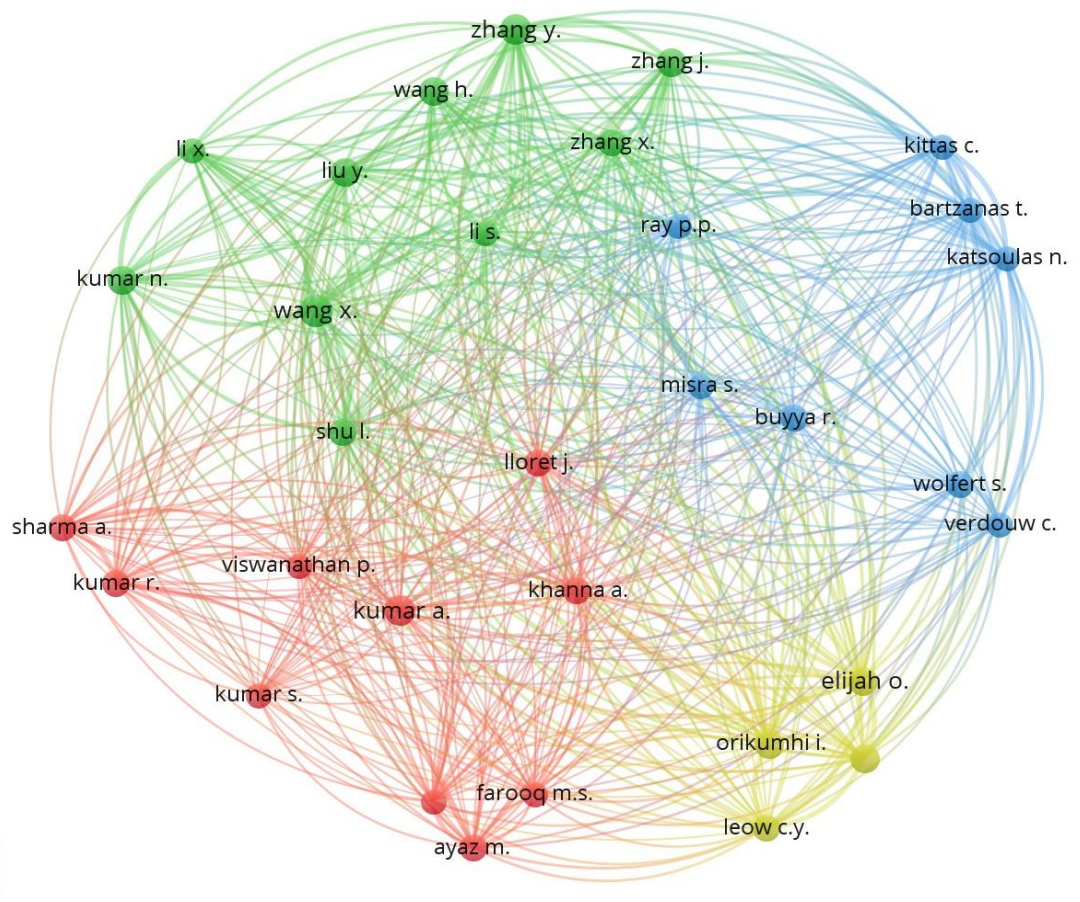 zhang y.
zhang j.
wang h.
zhang x.
kittas c.
li x.
liu y.
bartzanas t.
ray p.p.
li s.
katsoulas n.
kumar n.
wang x.
misra s.
buyya r.
shu l.
lloret j.
wolfert s.
verdouw c.
sharma a.
viswanathan p.
kumar r.
khanna a.
kumar a.
elijah o.
kumar s.
orikumhi i.
farooq m.s.
leow c.y.
ayaz m.